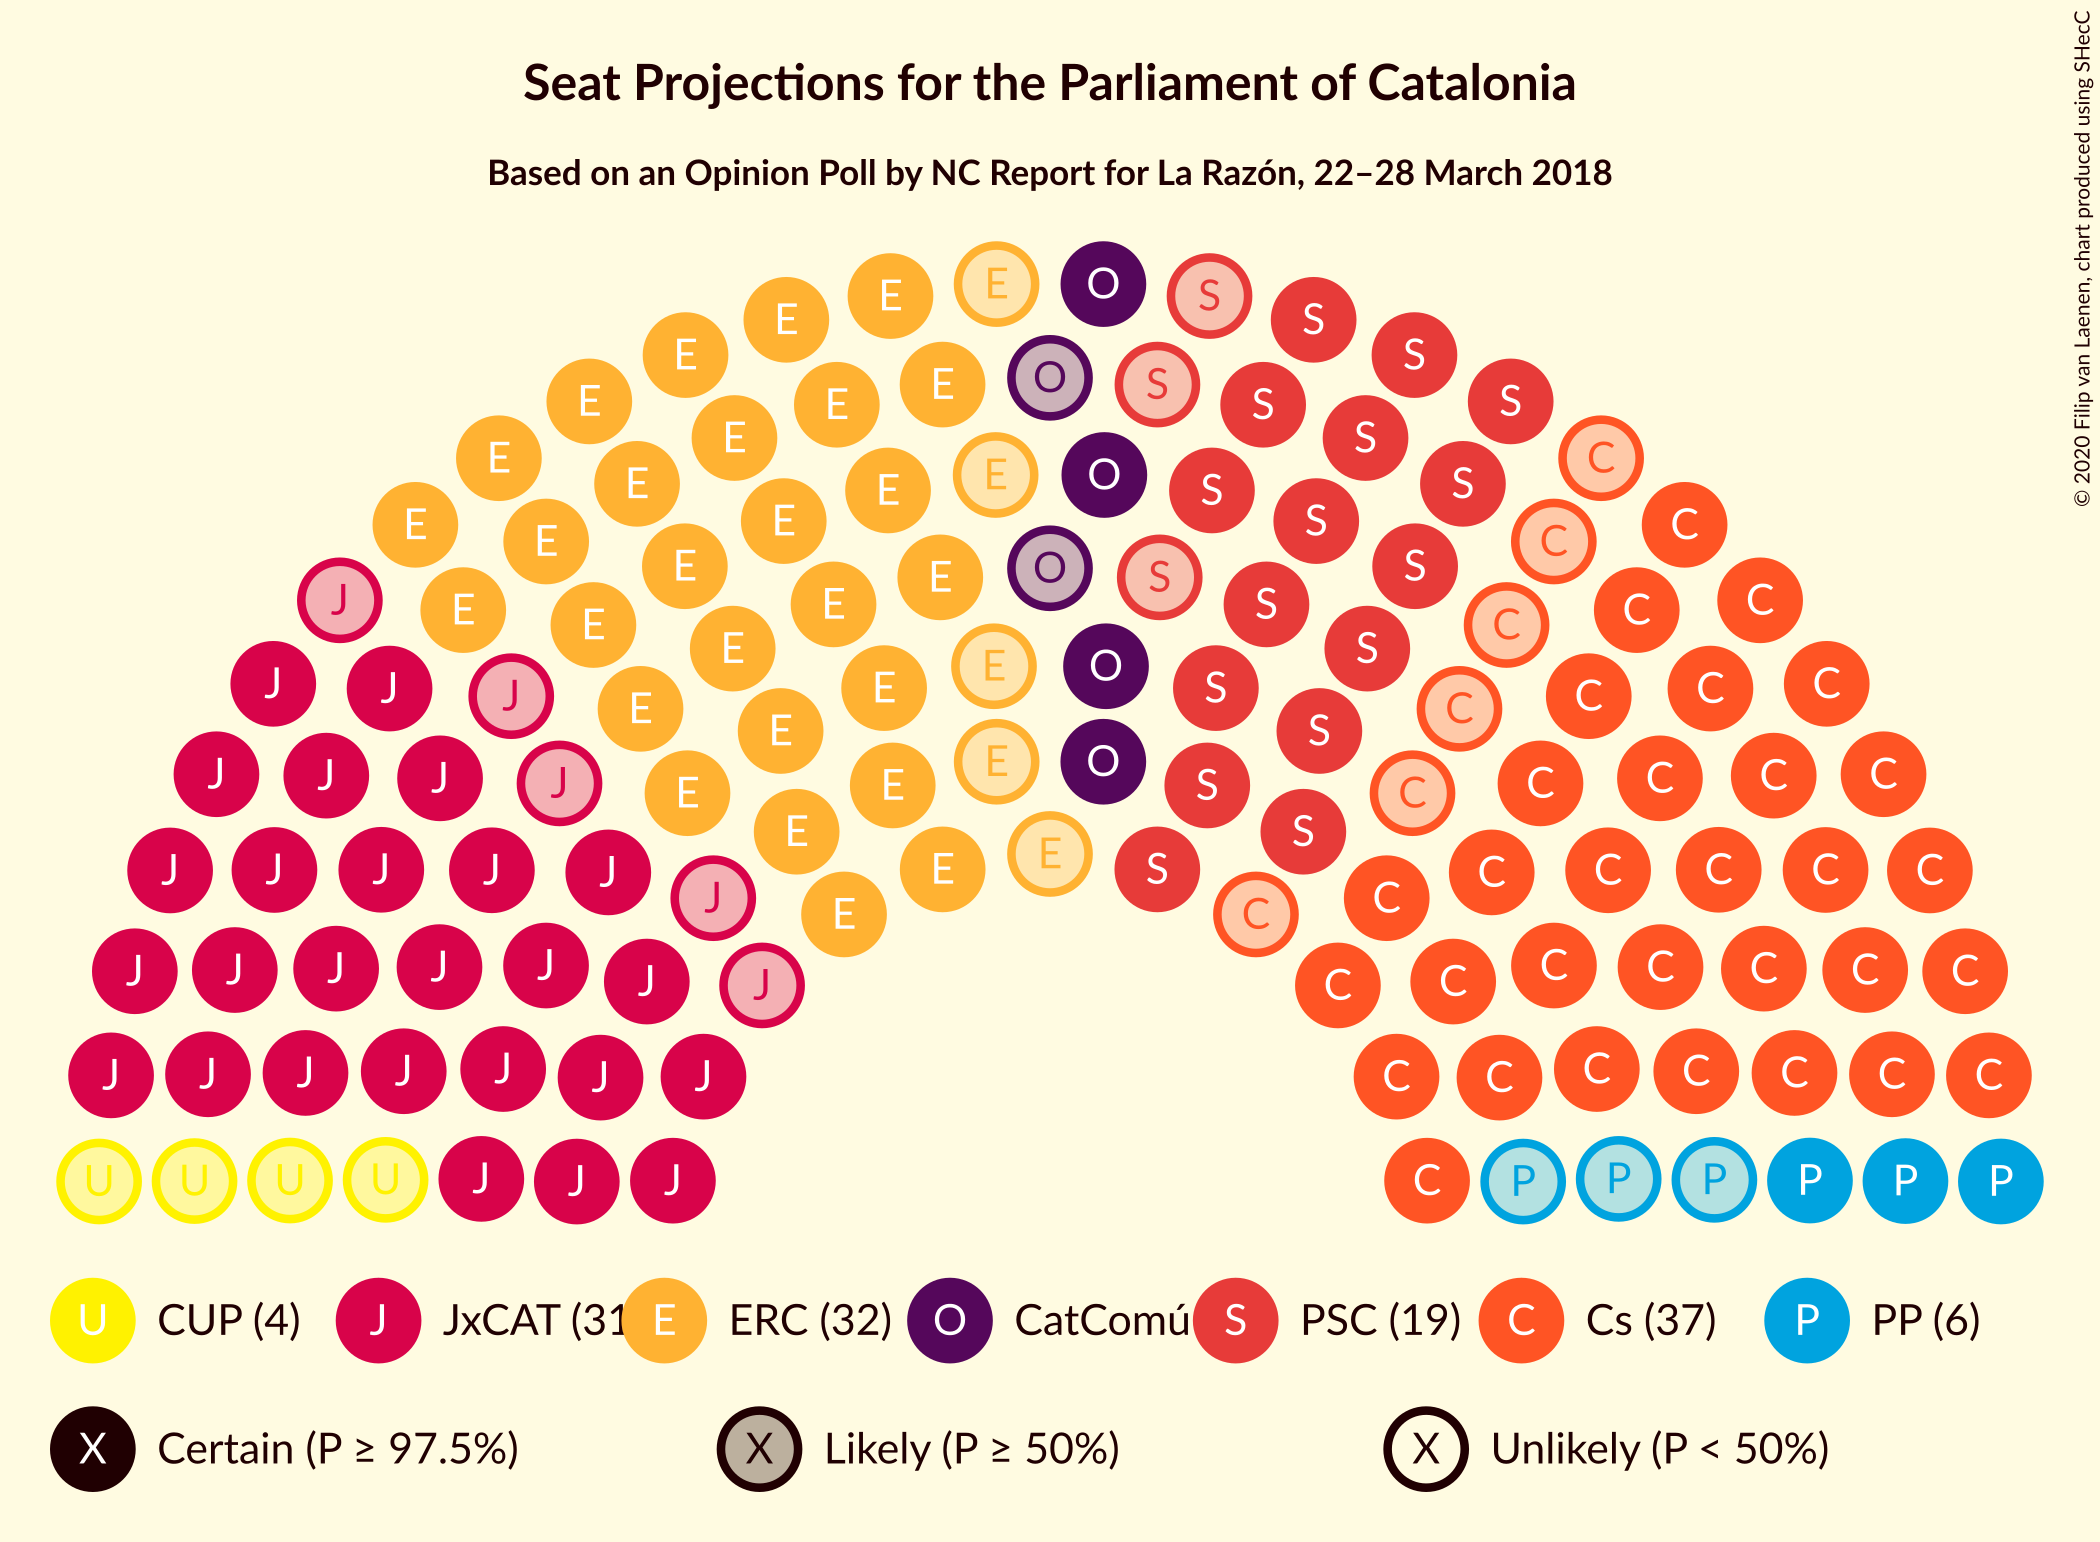 Seat Projections for the Parliament of Catalonia
Based on an Opinion Poll by NC Report for La Razón, 22–28 March 2018
© 2020 Filip van Laenen, chart produced using SHecC
E E E O S S
E E O S S S
E E E E O S S S S
E E E E S S C
E E E O S S C C
J E E E E O S S C C C
J J J E E E E O S S C C C C
J J J J E E E E O S S C C C C C
J J J J J J E E E E S C C C C C C C
J J J J J J J C C C C C C C
J J J J J J J C C C C C C C
U U U U J J J C P P P P P P
U CUP (4) J JxCAT (31 E ERC (32) O CatComú S PSC (19) C Cs (37) P PP (6)
X Certain (P ≥ 97.5%) X Likely (P ≥ 50%) X Unlikely (P < 50%)